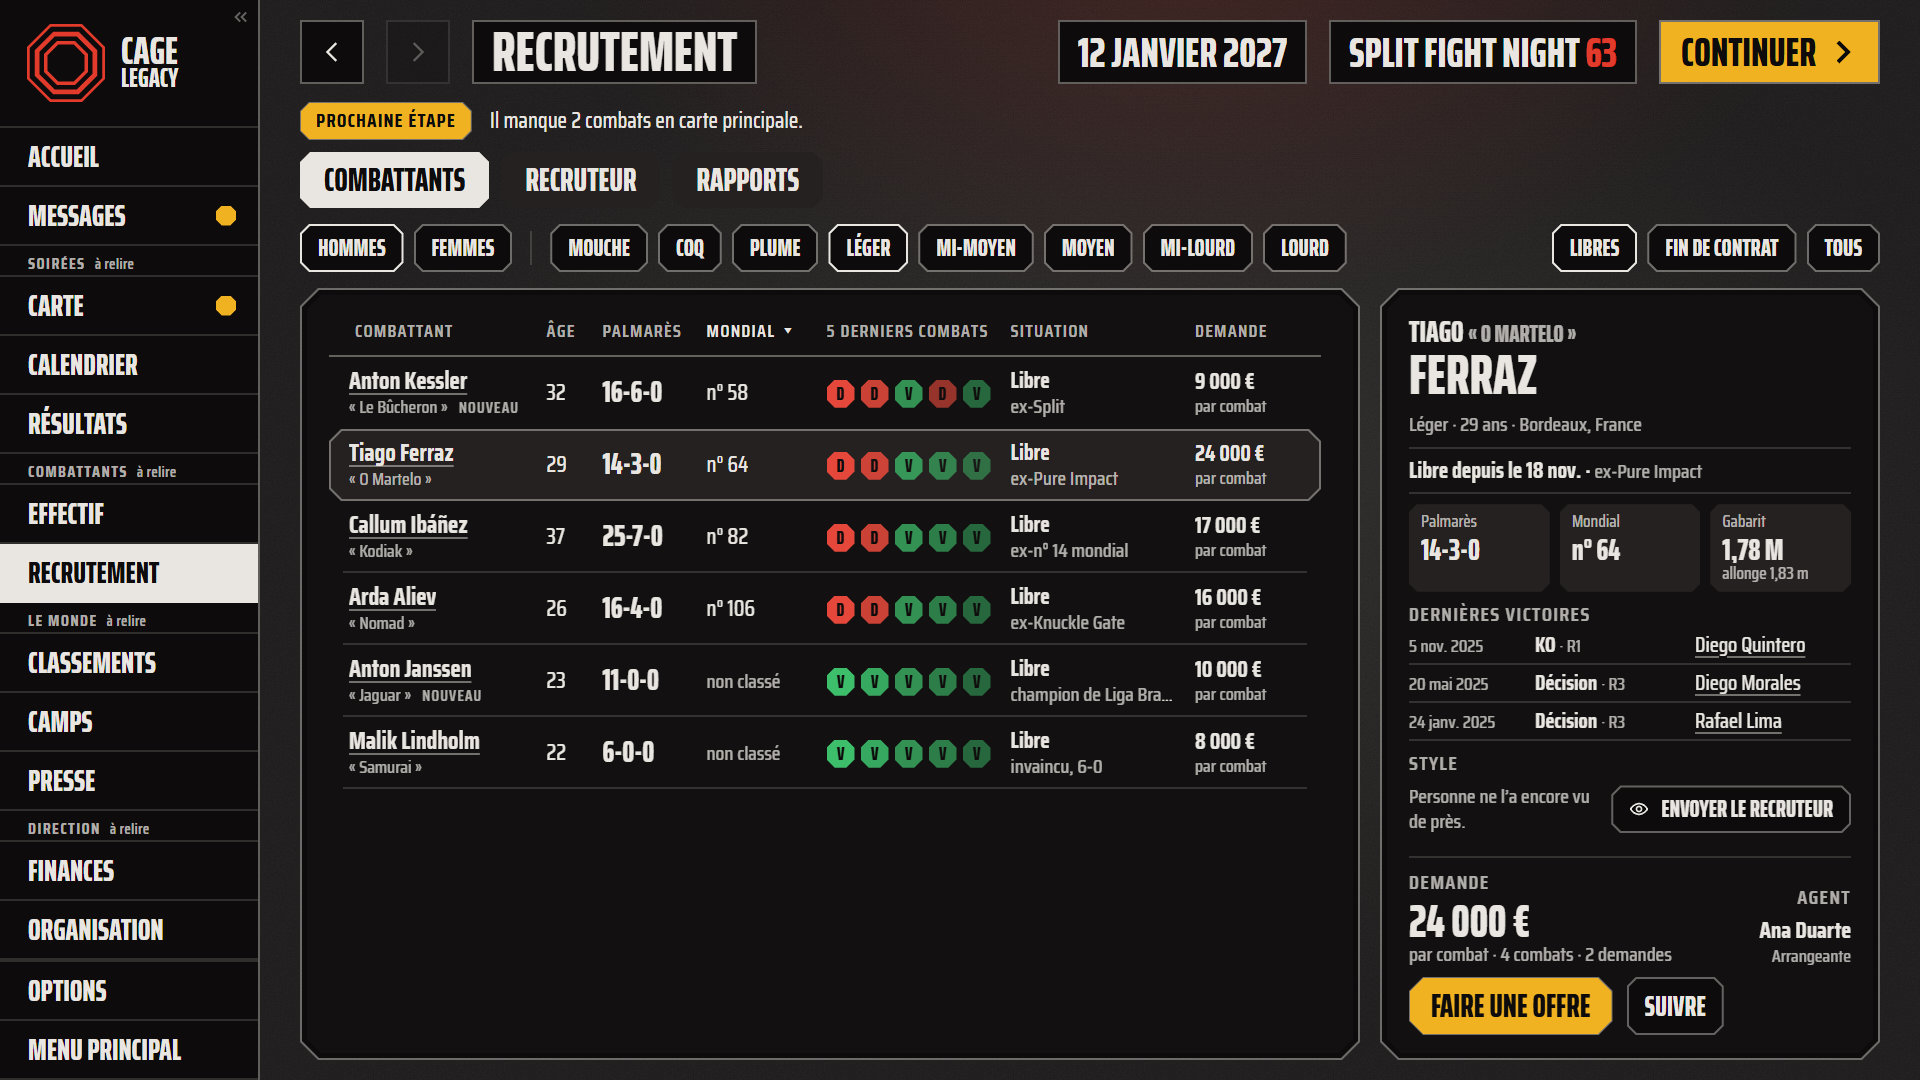 CAGE
LEGACY
ACCUEIL
MESSAGES
SOIRÉES à relire
CARTE
CALENDRIER
RÉSULTATS
COMBATTANTS à relire
EFFECTIF
RECRUTEMENT
LE MONDE à relire
CLASSEMENTS
CAMPS
PRESSE
DIRECTION à relire
FINANCES
ORGANISATION
OPTIONS
MENU PRINCIPAL
RECRUTEMENT
12 JANVIER 2027
SPLIT FIGHT NIGHT 63
CONTINUER
PROCHAINE ÉTAPE Il manque 2 combats en carte principale.
COMBATTANTS RECRUTEUR RAPPORTS
HOMMES FEMMES MOUCHE COQ PLUME LÉGER MI-MOYEN MOYEN MI-LOURD LOURD LIBRES FIN DE CONTRAT TOUS
COMBATTANT ÂGE PALMARÈS MONDIAL 5 DERNIERS COMBATS SITUATION DEMANDE
Anton Kessler 32 16-6-0 n° 58 D D V D V Libre 9 000 €
« Le Bûcheron » NOUVEAU ex-Split par combat
Tiago Ferraz 29 14-3-0 n° 64 D D V V V Libre 24 000 €
« O Martelo » ex-Pure Impact par combat
Callum Ibáñez 37 25-7-0 n° 82 D D V V V Libre 17 000 €
« Kodiak » ex-n° 14 mondial par combat
Arda Aliev 26 16-4-0 n° 106 D D V V V Libre 16 000 €
« Nomad » ex-Knuckle Gate par combat
Anton Janssen 23 11-0-0 non classé V V V V V Libre 10 000 €
« Jaguar » NOUVEAU champion de Liga Bra... par combat
Malik Lindholm 22 6-0-0 non classé V V V V V Libre 8 000 €
« Samurai » invaincu, 6-0 par combat
TIAGO « O MARTELO »
FERRAZ
Léger · 29 ans · Bordeaux, France
Libre depuis le 18 nov. · ex-Pure Impact
Palmarès Mondial Gabarit
14-3-0 n° 64 1,78 M
allonge 1,83 m
DERNIÈRES VICTOIRES
5 nov. 2025 KO · R1 Diego Quintero
20 mai 2025 Décision · R3 Diego Morales
24 janv. 2025 Décision · R3 Rafael Lima
STYLE
Personne ne l'a encore vu
de près.
ENVOYER LE RECRUTEUR
DEMANDE
24 000 €
par combat · 4 combats · 2 demandes
AGENT
Ana Duarte
Arrangeante
FAIRE UNE OFFRE SUIVRE